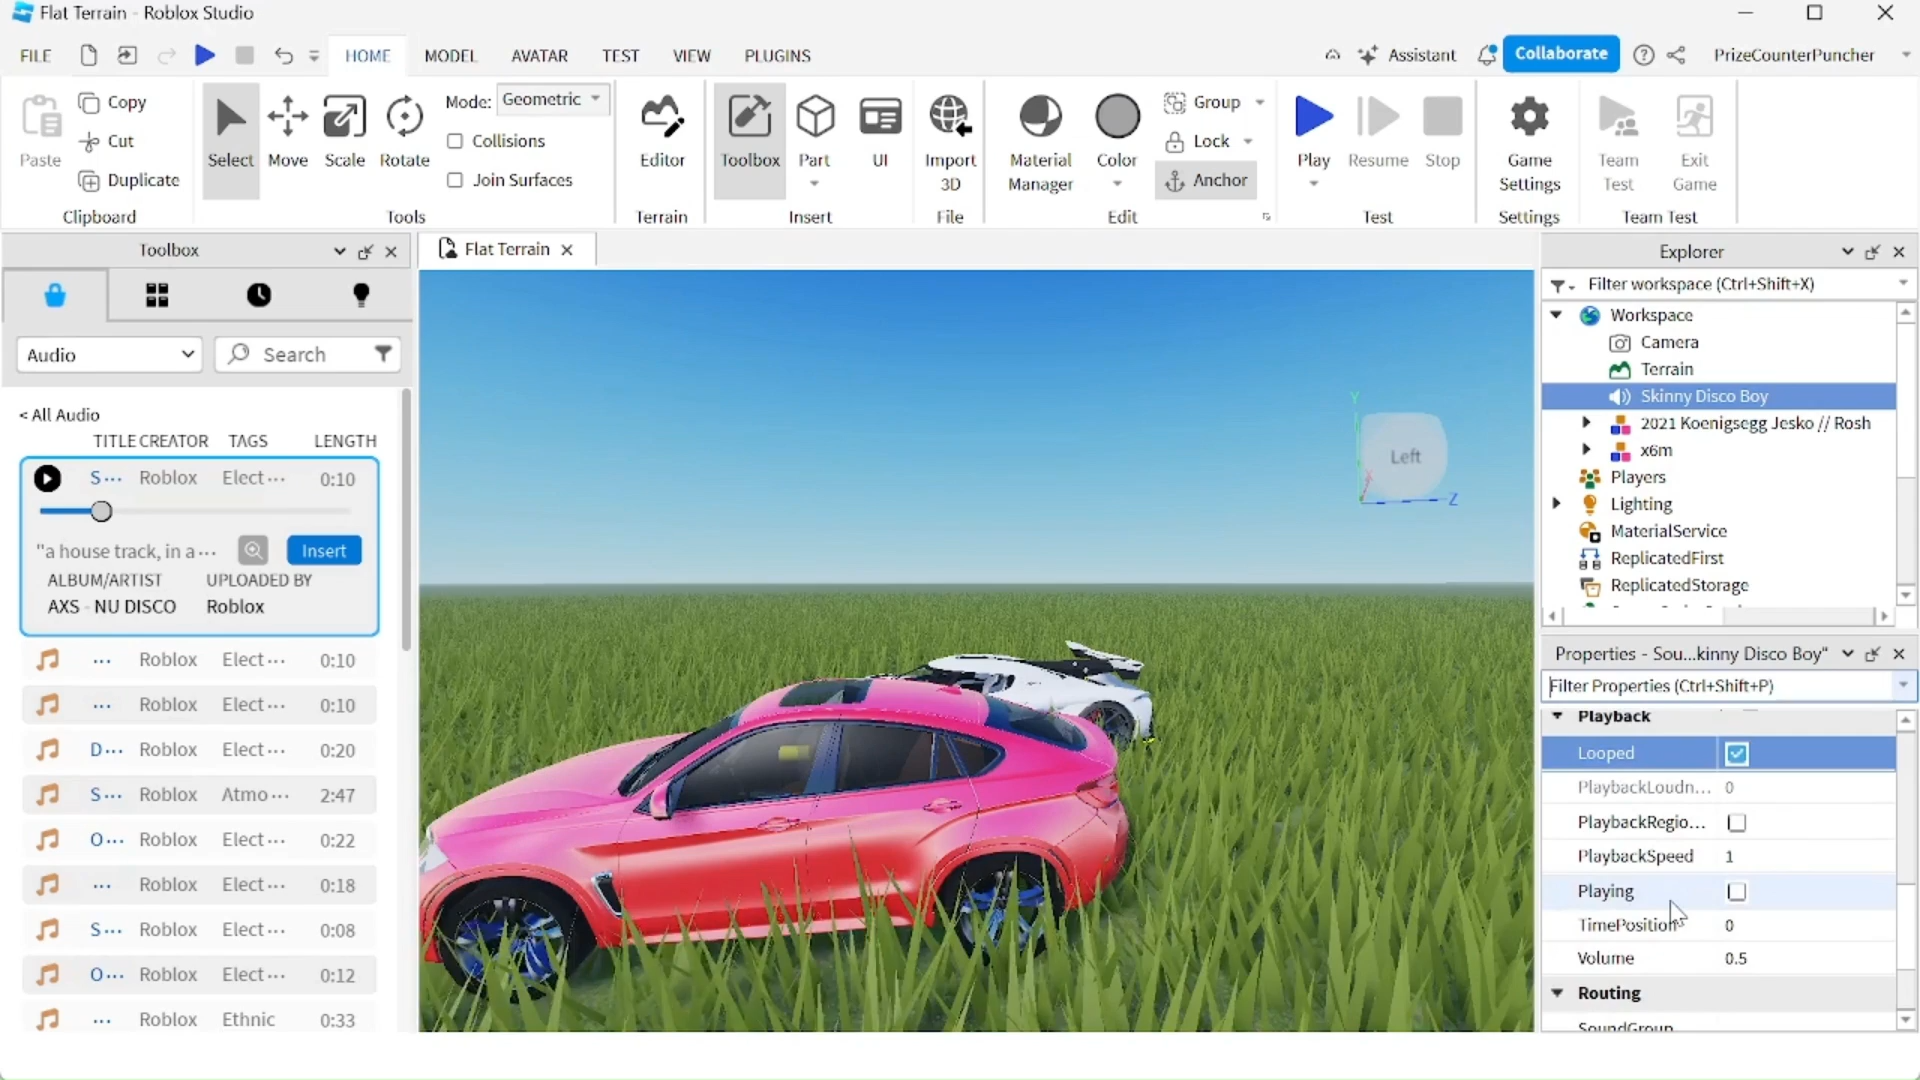 Flat Terrain - Roblox Studio
FILE HOME MODEL AVATAR TEST VIEW PLUGINS Assistant Collaborate PrizeCounterPuncher
Paste
Copy
Cut
Duplicate
Clipboard
Select Move Scale Rotate
Mode: Geometric
Collisions
Join Surfaces
Tools
Editor
Terrain
Toolbox Part UI
Insert
Import
3D
File
Material
Manager
Color
Group
Lock
Anchor
Edit
Play Resume Stop
Test
Game
Settings
Settings
Team
Test
Exit
Game
Team Test
Toolbox
Audio
Search
< All Audio
TITLE CREATOR TAGS LENGTH
S... Roblox Elect... 0:10
"a house track, in a... Insert
ALBUM/ARTIST UPLOADED BY
AXS - NU DISCO Roblox
... Roblox Elect... 0:10
... Roblox Elect... 0:10
D... Roblox Elect... 0:20
S... Roblox Atmo... 2:47
O... Roblox Elect... 0:22
... Roblox Elect... 0:18
S... Roblox Elect... 0:08
O... Roblox Elect... 0:12
... Roblox Ethnic 0:33
Flat Terrain
Y
Left
Z
Explorer
Filter workspace (Ctrl+Shift+X)
Workspace
Camera
Terrain
Skinny Disco Boy
2021 Koenigsegg Jesko // Rosh
x6m
Players
Lighting
MaterialService
ReplicatedFirst
ReplicatedStorage
Properties - Sou...kinny Disco Boy"
Filter Properties (Ctrl+Shift+P)
Playback
Looped
PlaybackLoudn... 0
PlaybackRegio...
PlaybackSpeed 1
Playing
TimePosition 0
Volume 0.5
Routing
SoundGroup